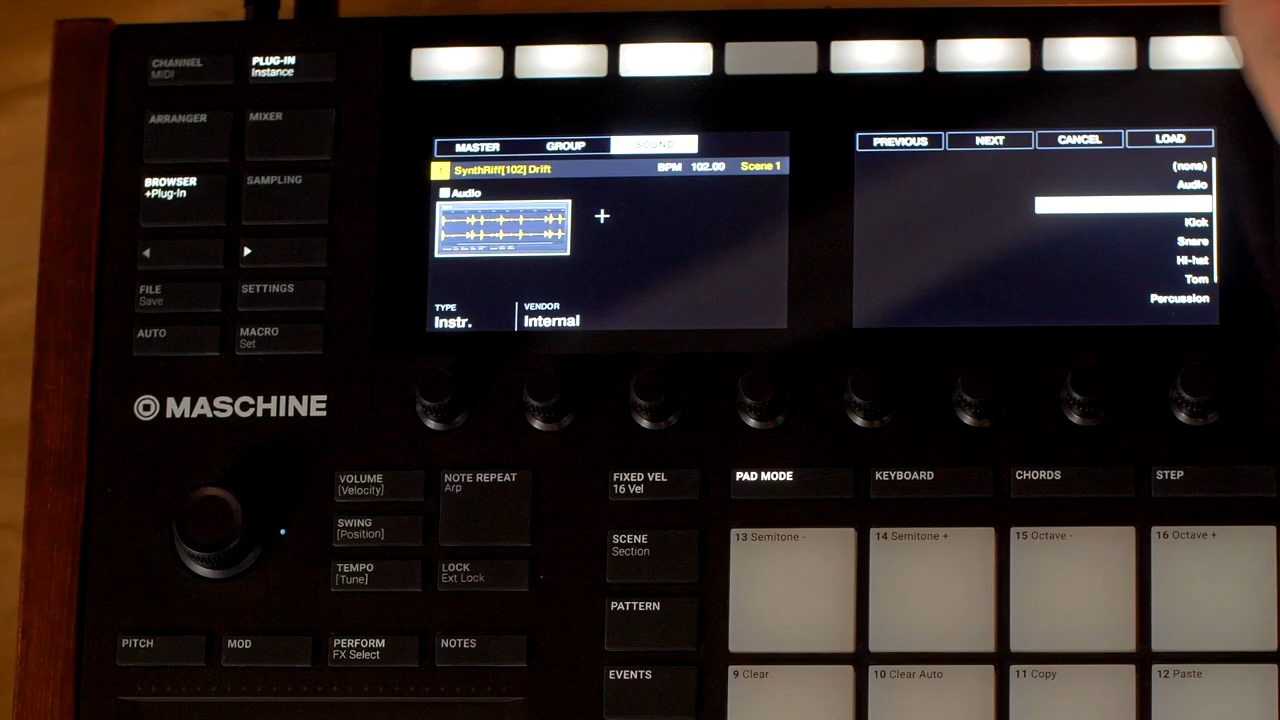 CHANNEL
MIDI
PLUG-IN
Instance
ARRANGER
MIXER
BROWSER
+Plug-In
SAMPLING
FILE
Save
SETTINGS
AUTO
MACRO
Set
MASCHINE
MASTER
GROUP
SOUND
SynthRiff[102] Drift
BPM 102.00
Scene 1
Audio
TYPE
Instr.
VENDOR
Internal
PREVIOUS
NEXT
CANCEL
LOAD
(none)
Audio
Kick
Snare
Hi-hat
Tom
Percussion
VOLUME
[Velocity]
NOTE REPEAT
Arp
SWING
[Position]
TEMPO
[Tune]
LOCK
Ext Lock
PITCH
MOD
PERFORM
FX Select
NOTES
FIXED VEL
16 Vel
PAD MODE
KEYBOARD
CHORDS
STEP
SCENE
Section
PATTERN
EVENTS
13 Semitone -
14 Semitone +
15 Octave -
16 Octave +
9 Clear
10 Clear Auto
11 Copy
12 Paste